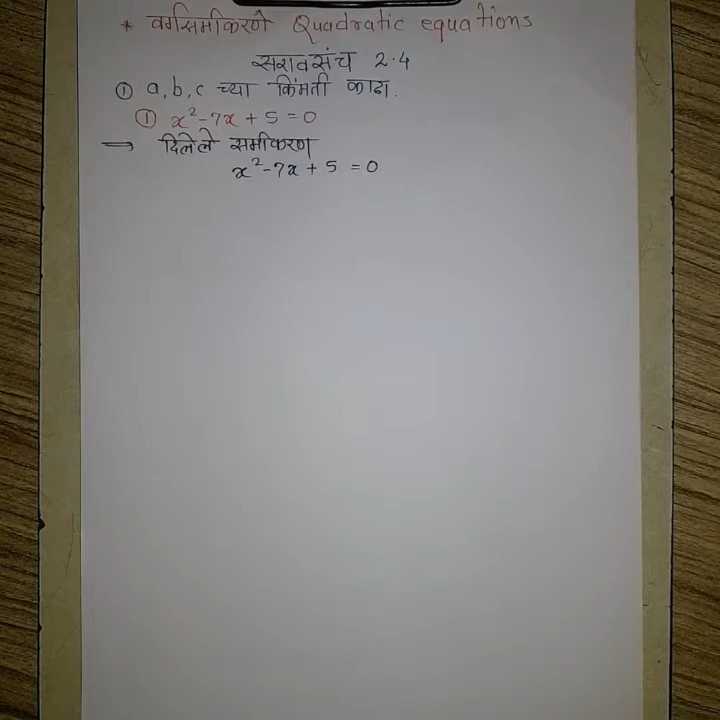 * वर्गसमीकरणे Quadratic equations
सरावसंच 2.4
① a, b, c च्या किंमती काढा.
① x²-7x + 5 = 0
→ दिलेले समीकरण
x²-7x + 5 = 0